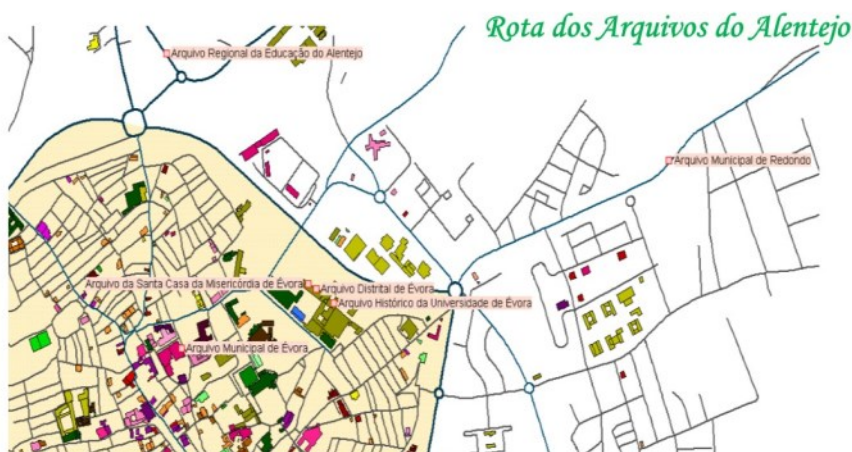 Rota dos Arquivos do Alentejo
Arquivo Regional da Educação do Alentejo
Arquivo Municipal de Redondo
Arquivo da Santa Casa da Misericórdia de Évora
Arquivo Distrital de Évora
Arquivo Histórico da Universidade de Évora
Arquivo Municipal de Évora